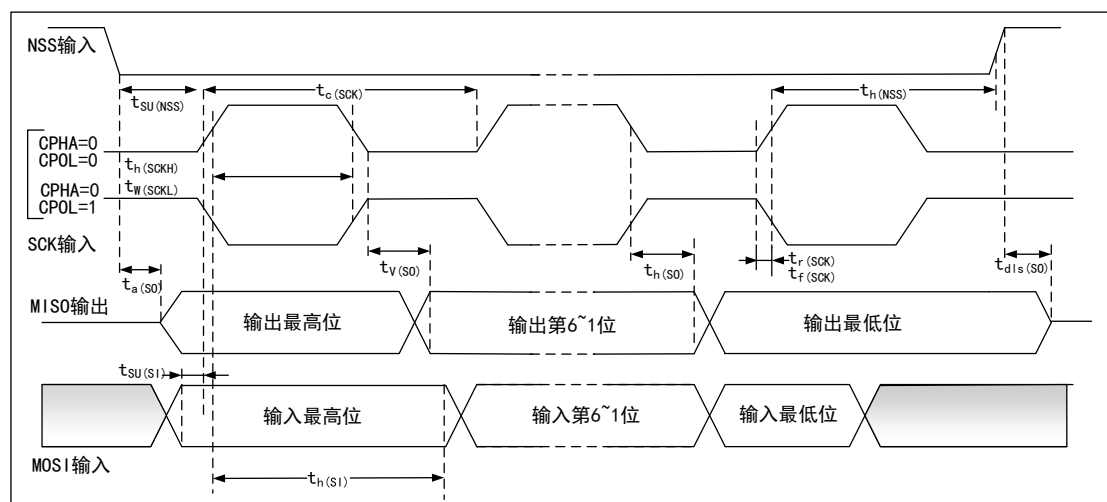 NSS输入
tSU(NSS)
tc(SCK)
th(NSS)
CPHA=0
CPOL=0
th(SCKH)
CPHA=0
CPOL=1
tW(SCKL)
SCK输入
ta(SO)
tV(SO)
th(SO)
tr(SCK)
tf(SCK)
tdls(SO)
MISO输出
输出最高位
输出第6~1位
输出最低位
tSU(SI)
输入最高位
输入第6~1位
输入最低位
MOSI输入
th(SI)